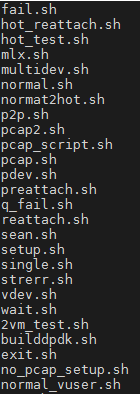 fail.sh
hot_reattach.sh
hot_test.sh
mlx.sh
multidev.sh
normal.sh
normat2hot.sh
p2p.sh
pcap2.sh
pcap_script.sh
pcap.sh
pdev.sh
preattach.sh
q_fail.sh
reattach.sh
sean.sh
setup.sh
single.sh
strerr.sh
vdev.sh
wait.sh
2vm_test.sh
builddpdk.sh
exit.sh
no_pcap_setup.sh
normal_vuser.sh